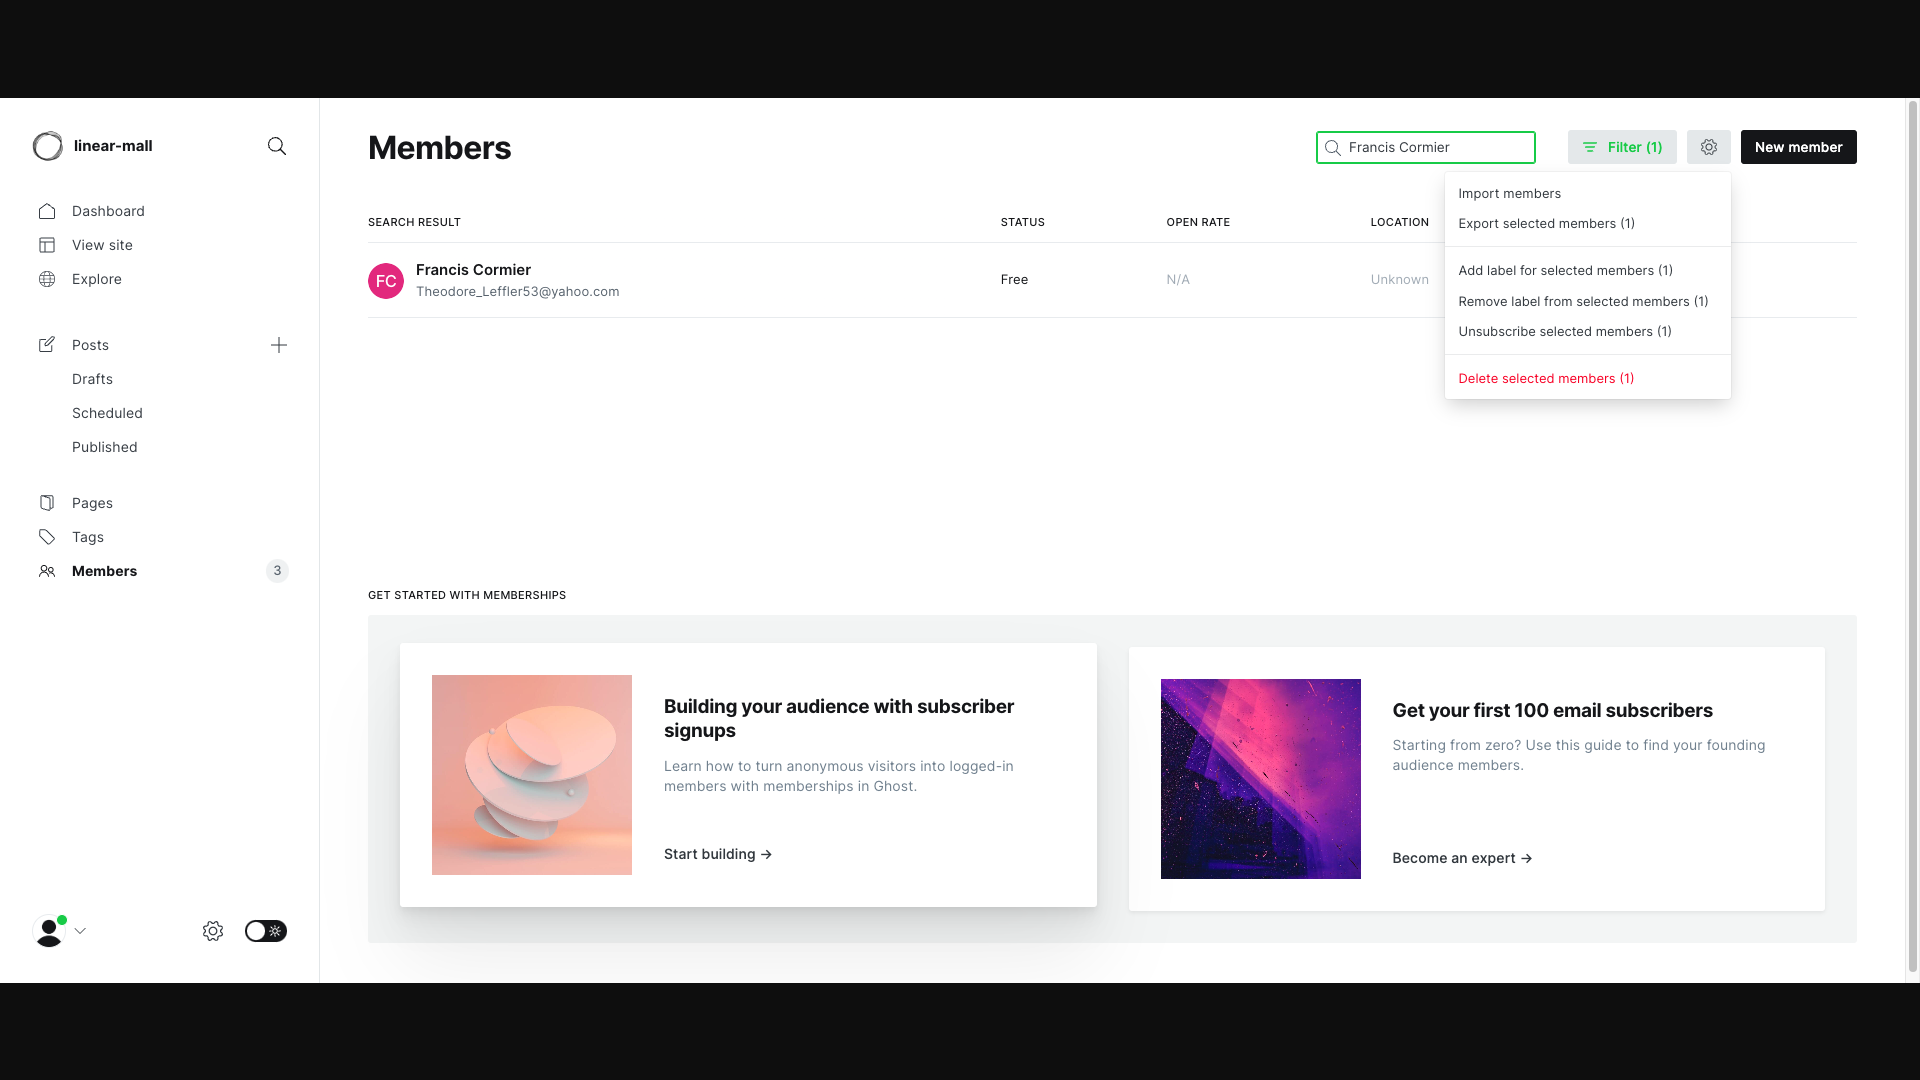 linear-mall
Dashboard
View site
Explore
Posts
Drafts
Scheduled
Published
Pages
Tags
Members
3
Members
Francis Cormier
Filter (1)
New member
Import members
Export selected members (1)
Add label for selected members (1)
Remove label from selected members (1)
Unsubscribe selected members (1)
Delete selected members (1)
SEARCH RESULT
STATUS
OPEN RATE
LOCATION
FC
Francis Cormier
Theodore_Leffler53@yahoo.com
Free
N/A
Unknown
GET STARTED WITH MEMBERSHIPS
Building your audience with subscriber
signups
Learn how to turn anonymous visitors into logged-in
members with memberships in Ghost.
Start building →
Get your first 100 email subscribers
Starting from zero? Use this guide to find your founding
audience members.
Become an expert →